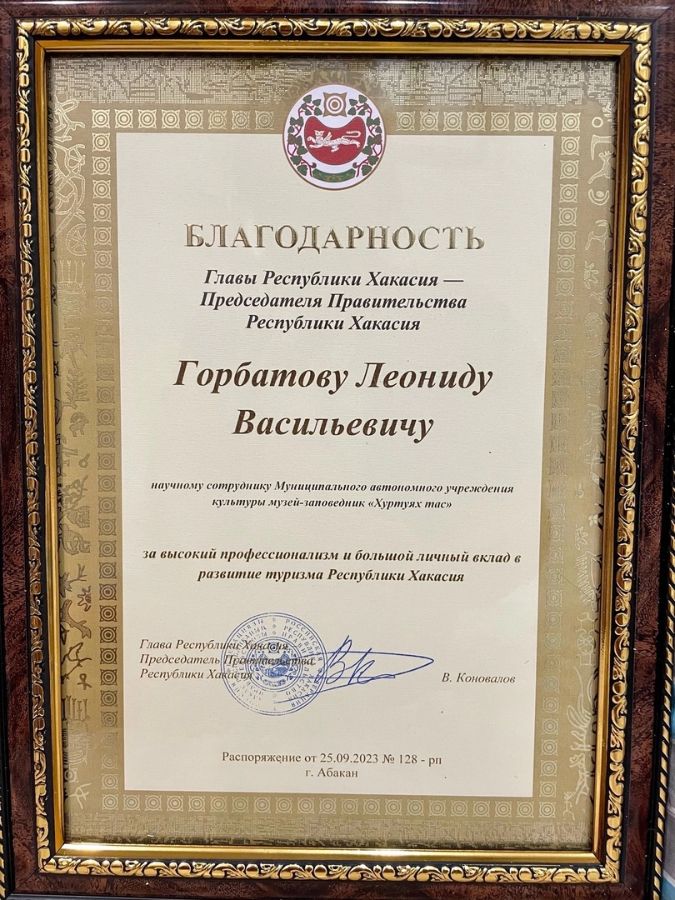 БЛАГОДАРНОСТЬ
Главы Республики Хакасия —
Председателя Правительства
Республики Хакасия
Горбатову Леониду
Васильевичу
научному сотруднику Муниципального автономного учреждения
культуры музей-заповедник «Хуртуях тас»
за высокий профессионализм и большой личный вклад в
развитие туризма Республики Хакасия
Глава Республики Хакасия
Председатель Правительства
Республики Хакасия
В. Коновалов
Распоряжение от 25.09.2023 № 128 - рп
г. Абакан